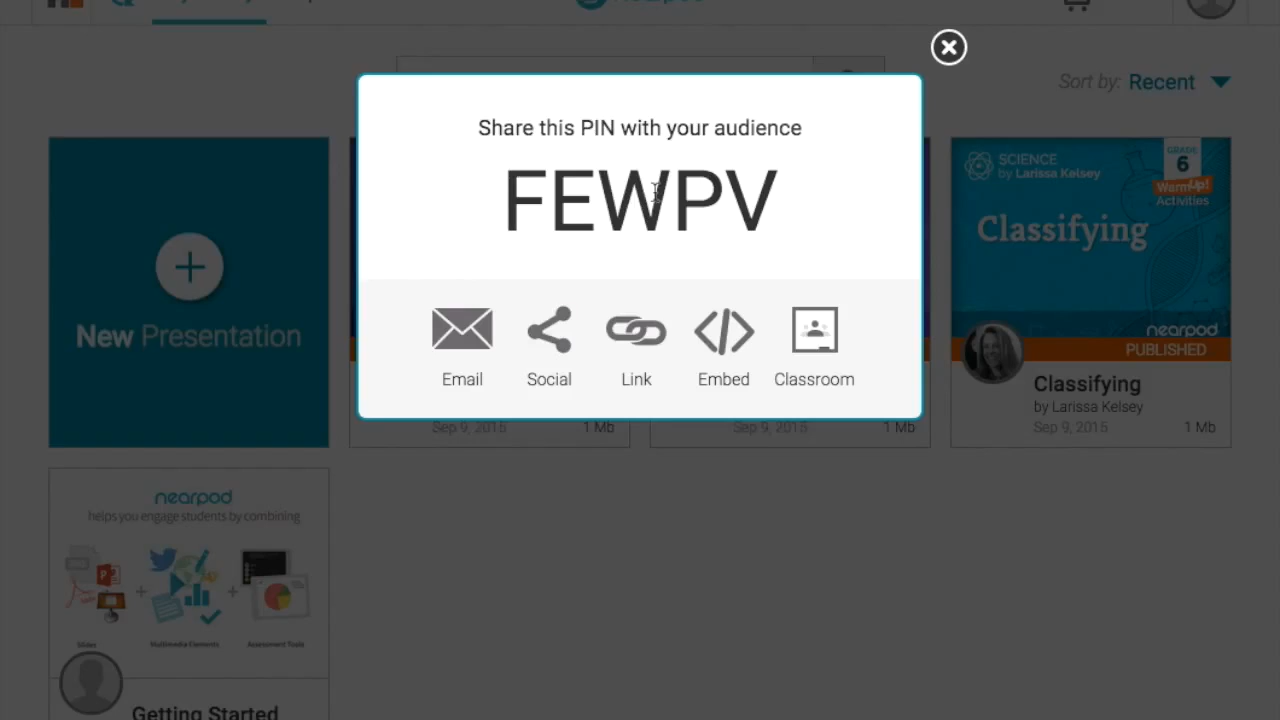 Sort by: Recent
Share this PIN with your audience
FEWPV
Email
Social
Link
Embed
Classroom
New Presentation
SCIENCE
by Larissa Kelsey
GRADE
6
WarmUp!
Activities
Classifying
nearpod
PUBLISHED
Classifying
by Larissa Kelsey
Sep 9, 2015 1 Mb
Sep 9, 2015 1 Mb
Sep 9, 2015 1 Mb
nearpod
helps you engage students by combining
Slides
Multimedia Elements
Assessment Tools
Getting Started